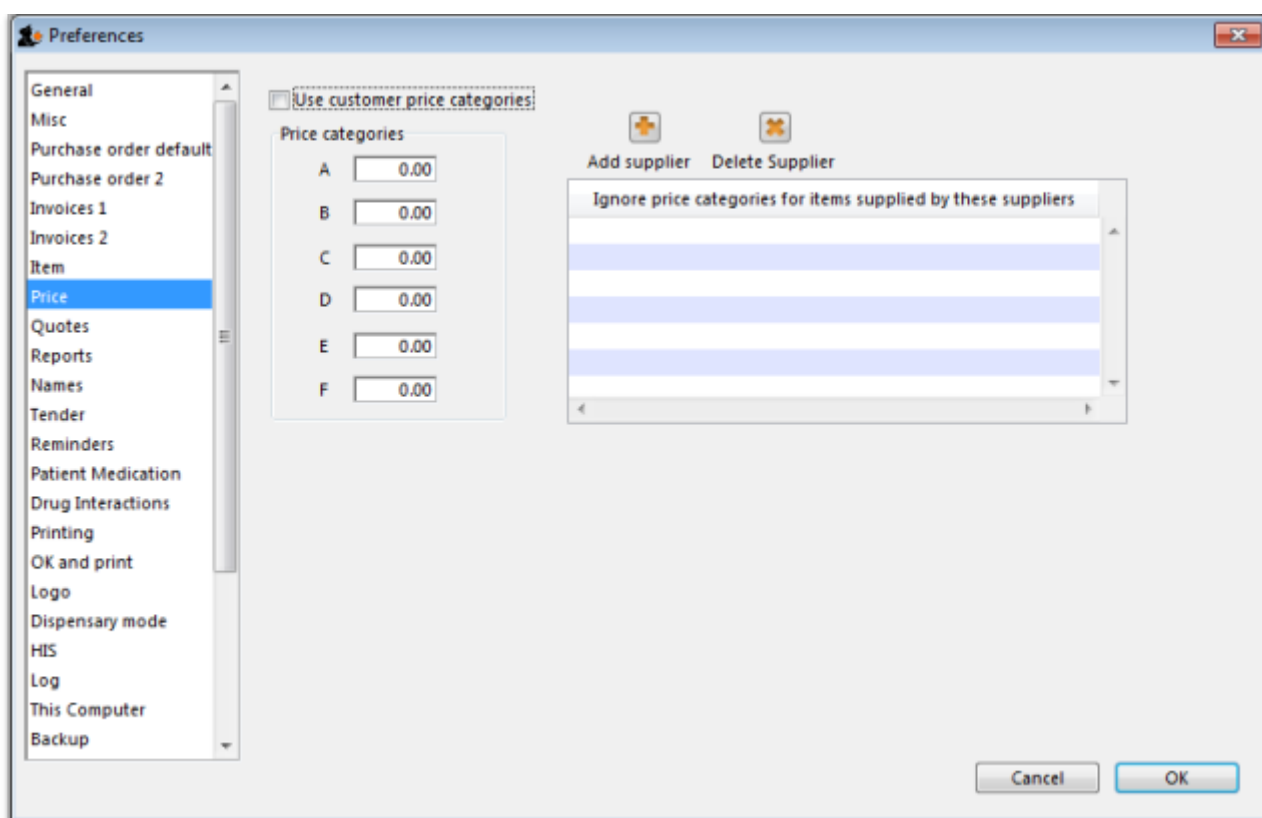 Preferences
General
Misc
Purchase order default
Purchase order 2
Invoices 1
Invoices 2
Item
Price
Quotes
Reports
Names
Tender
Reminders
Patient Medication
Drug Interactions
Printing
OK and print
Logo
Dispensary mode
HIS
Log
This Computer
Backup
Use customer price categories
Price categories
A 0.00
B 0.00
C 0.00
D 0.00
E 0.00
F 0.00
Add supplier Delete Supplier
Ignore price categories for items supplied by these suppliers
Cancel OK